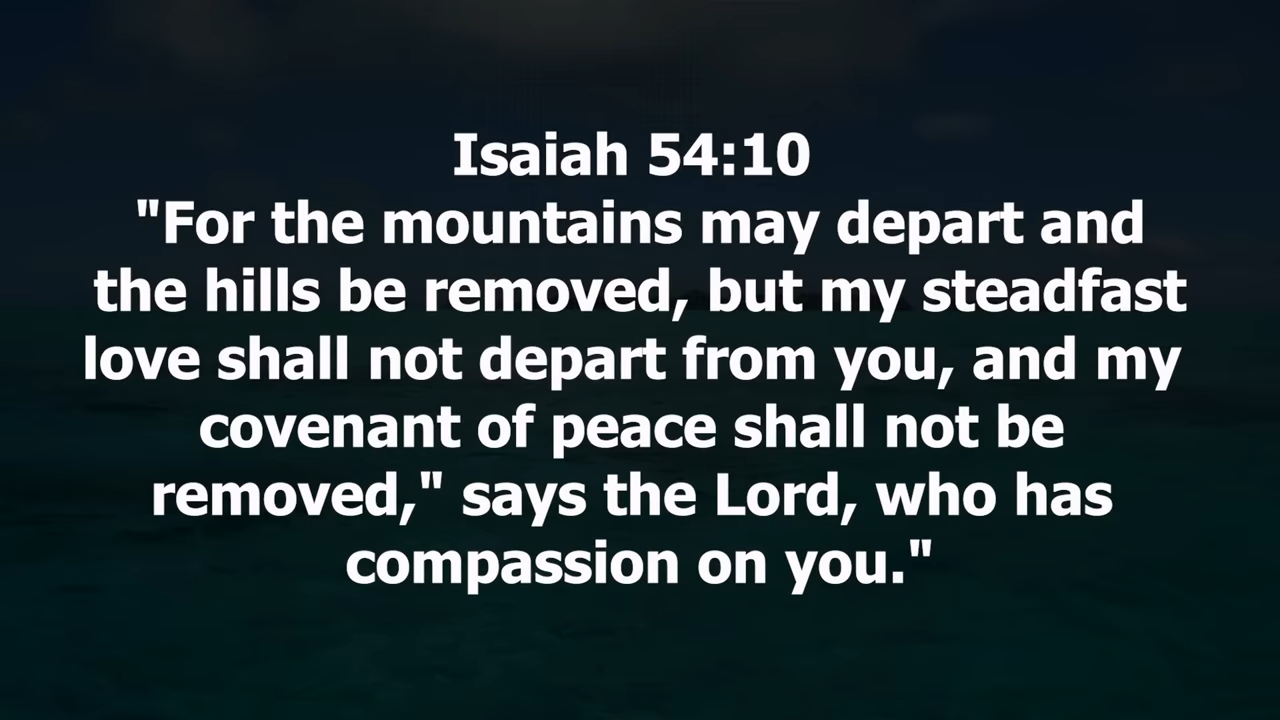 Isaiah 54:10
"For the mountains may depart and
the hills be removed, but my steadfast
love shall not depart from you, and my
covenant of peace shall not be
removed," says the Lord, who has
compassion on you."